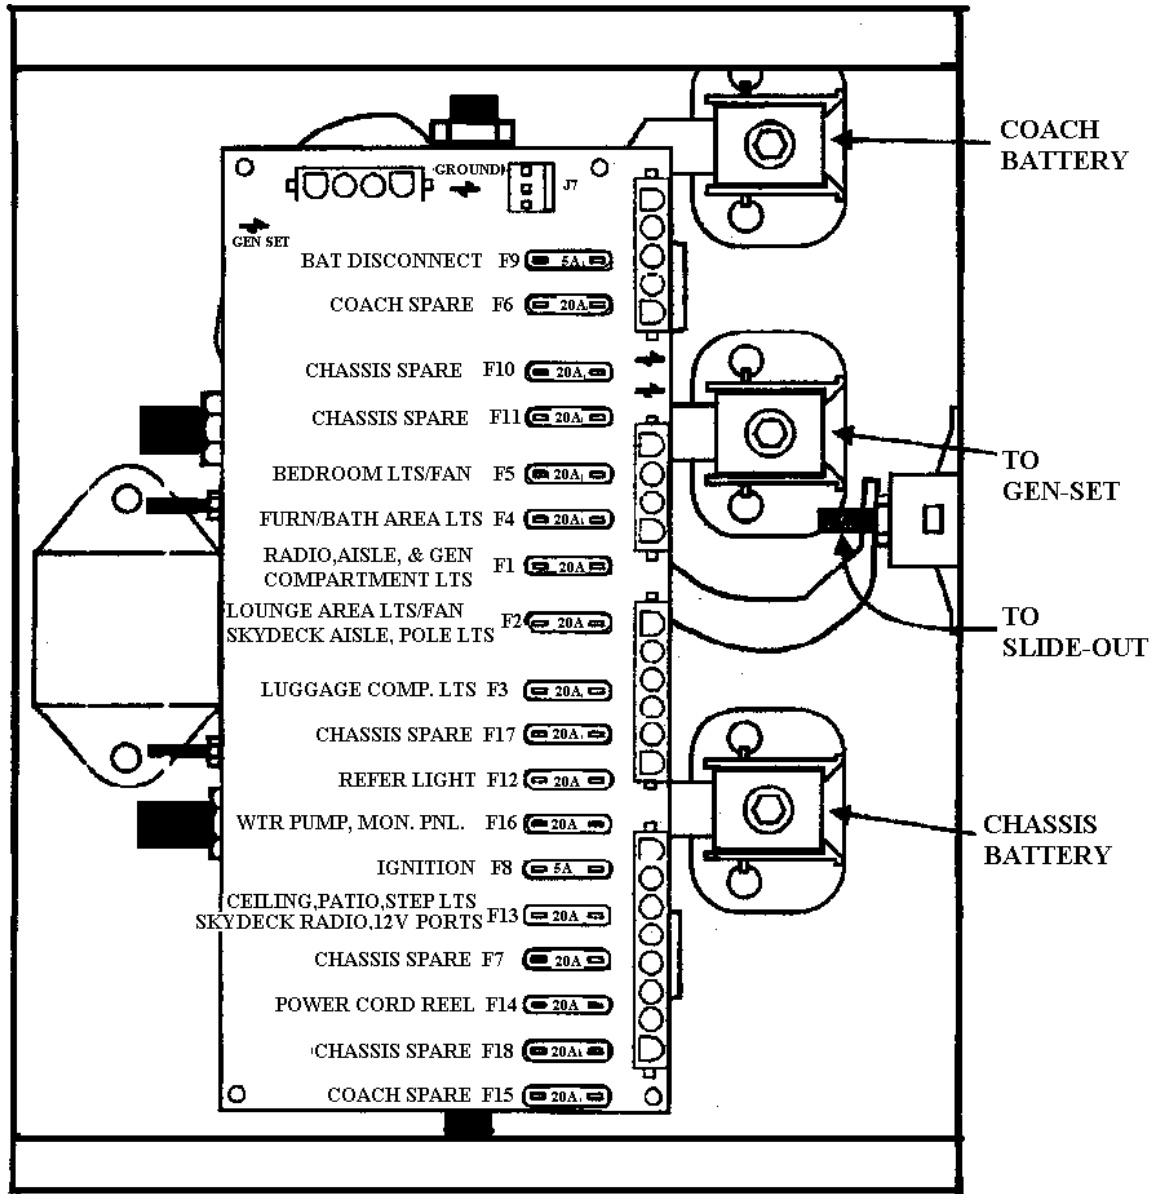 COACH
BATTERY
GROUND
J7
GEN SET
BAT DISCONNECT F9 5A
COACH SPARE F6 20A
CHASSIS SPARE F10 20A
CHASSIS SPARE F11 20A
BEDROOM LTS/FAN F5 20A
TO
GEN-SET
FURN/BATH AREA LTS F4 20A
RADIO,AISLE, & GEN
COMPARTMENT LTS F1 20A
LOUNGE AREA LTS/FAN
SKYDECK AISLE, POLE LTS F2 20A
TO
SLIDE-OUT
LUGGAGE COMP. LTS F3 20A
CHASSIS SPARE F17 20A
REFER LIGHT F12 20A
WTR PUMP, MON. PNL. F16 20A
CHASSIS
BATTERY
IGNITION F8 5A
CEILING,PATIO,STEP LTS
SKYDECK RADIO,12V PORTS F13 20A
CHASSIS SPARE F7 20A
POWER CORD REEL F14 20A
CHASSIS SPARE F18 20A
COACH SPARE F15 20A